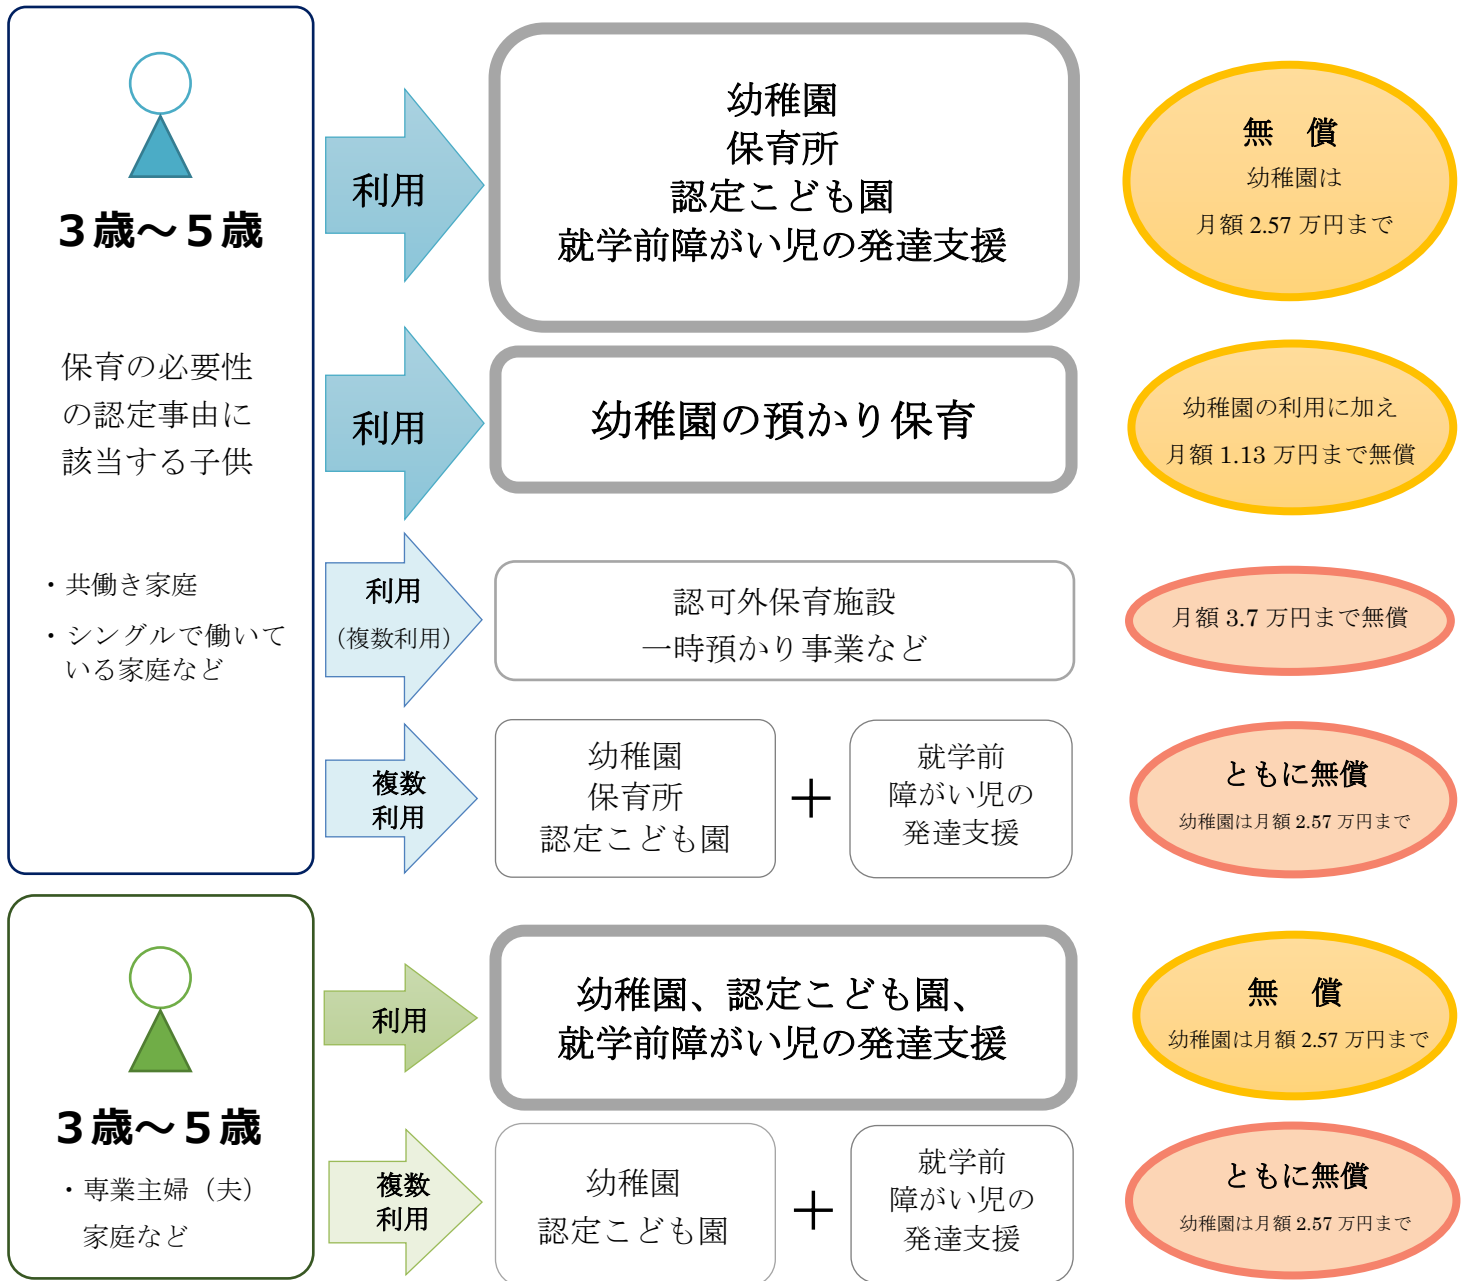 ３歳～５歳
保育の必要性
の認定事由に
該当する子供
・共働き家庭
・シングルで働いて
いる家庭など
利用
幼稚園
保育所
認定こども園
就学前障がい児の発達支援
無　償
幼稚園は
月額 2.57 万円まで
利用
幼稚園の預かり保育
幼稚園の利用に加え
月額 1.13 万円まで無償
利用
（複数利用）
認可外保育施設
一時預かり事業など
月額 3.7 万円まで無償
複数
利用
幼稚園
保育所
認定こども園
＋
就学前
障がい児の
発達支援
ともに無償
幼稚園は月額 2.57 万円まで
３歳～５歳
・専業主婦（夫）
家庭など
利用
幼稚園、認定こども園、
就学前障がい児の発達支援
無　償
幼稚園は月額 2.57 万円まで
複数
利用
幼稚園
認定こども園
＋
就学前
障がい児の
発達支援
ともに無償
幼稚園は月額 2.57 万円まで